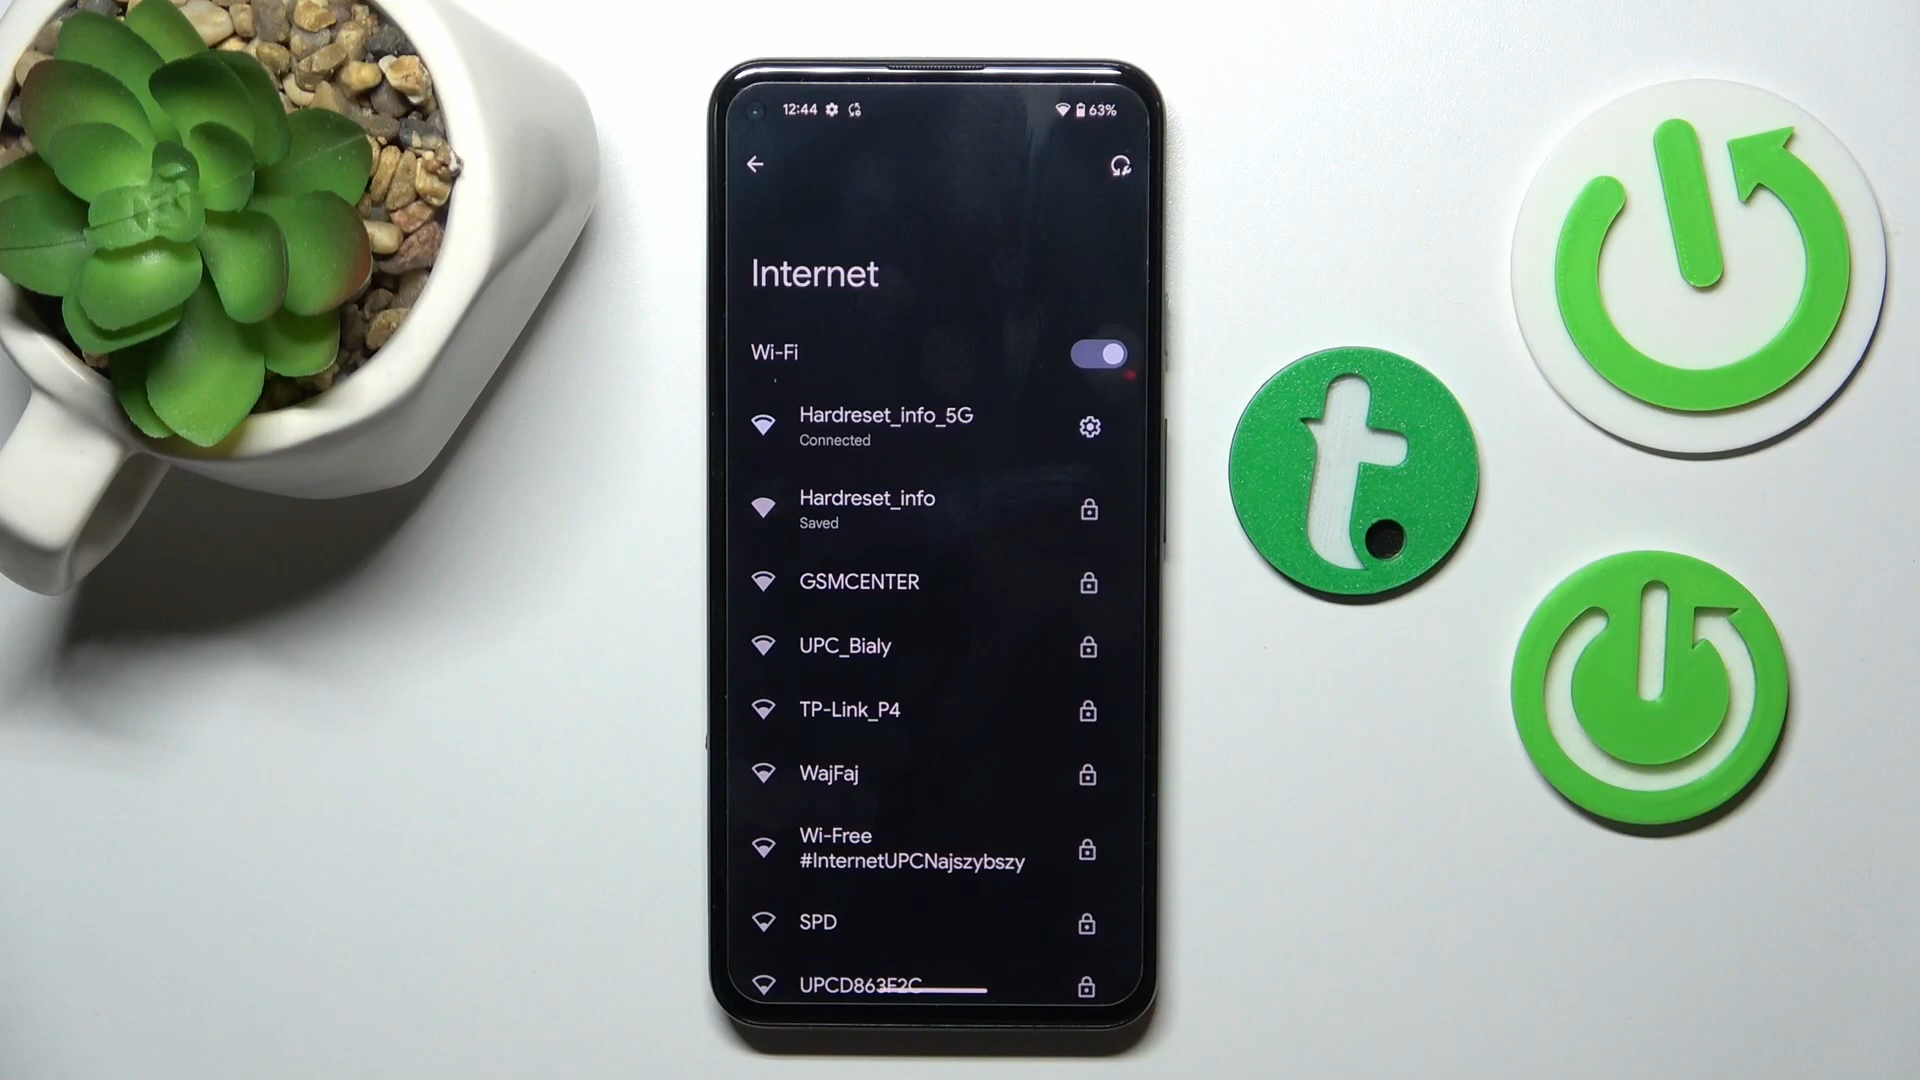 12:44 63%
Internet
Wi-Fi
Hardreset_info_5G
Connected
Hardreset_info
Saved
GSMCENTER
UPC_Bialy
TP-Link_P4
WajFaj
Wi-Free
#InternetUPCNajszybszy
SPD
UPCD863F2C
t.